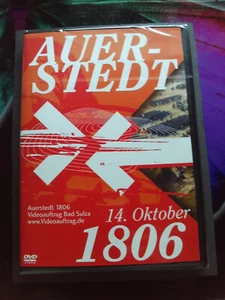 AUER-
STEDT
14. Oktober
1806
Auerstedt 1806
Videoauftrag Bad Sulza
www.Videoauftrag.de
DVD